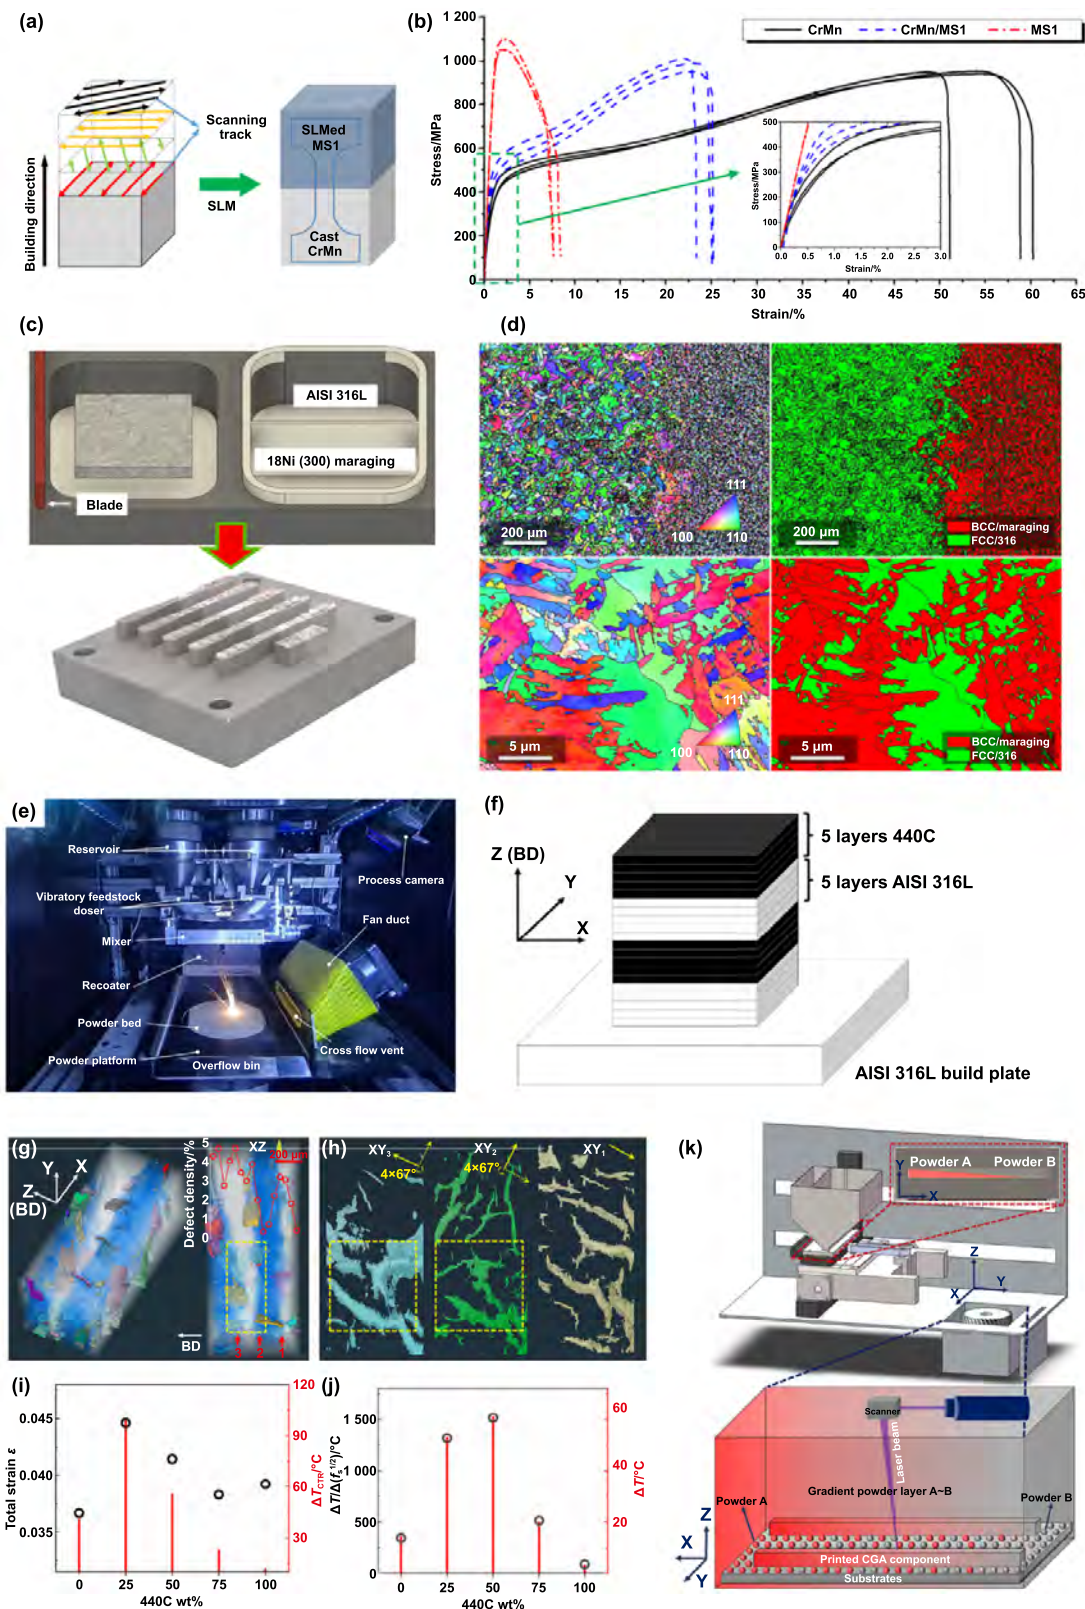 (a)
Building direction
Scanning
track
SLM
SLMed
MS1
Cast
CrMn
(b)
Stress/MPa
1 200
1 000
800
600
400
200
0
0 5 10 15 20 25 30 35 40 45 50 55 60 65
Strain/%
CrMn
CrMn/MS1
MS1
Stress/MPa
500
400
300
200
100
0
0.0 0.5 1.0 1.5 2.0 2.5 3.0
Strain/%
(c)
AISI 316L
18Ni (300) maraging
Blade
(d)
200 µm
111
100
110
200 µm
BCC/maraging
FCC/316
5 µm
111
100
110
5 µm
BCC/maraging
FCC/316
(e)
Reservoir
Vibratory feedstock
doser
Mixer
Recoater
Powder bed
Powder platform
Overflow bin
Process camera
Fan duct
Cross flow vent
(f)
Z (BD)
Y
X
5 layers 440C
5 layers AISI 316L
AISI 316L build plate
(g)
Y
X
Z
(BD)
Defect density/%
5
4
3
2
1
0
XZ
BD
3 2 1
(h)
XY₃
4×67°
XY₂
4×67°
XY₁
(i)
Total strain ε
0.045
0.040
0.035
0 25 50 75 100
440C wt%
120
90
60
30
ΔT_CTR/°C
(j)
ΔT/Δ(fₛ^1/2)/°C
1 500
1 000
500
0
0 25 50 75 100
440C wt%
60
40
20
0
ΔT/°C
(k)
Powder A
Powder B
Y
X
Z
Y
X
Scanner
Laser beam
Gradient powder layer A~B
Powder A
Powder B
Printed CGA component
Substrates
Z
X
Y